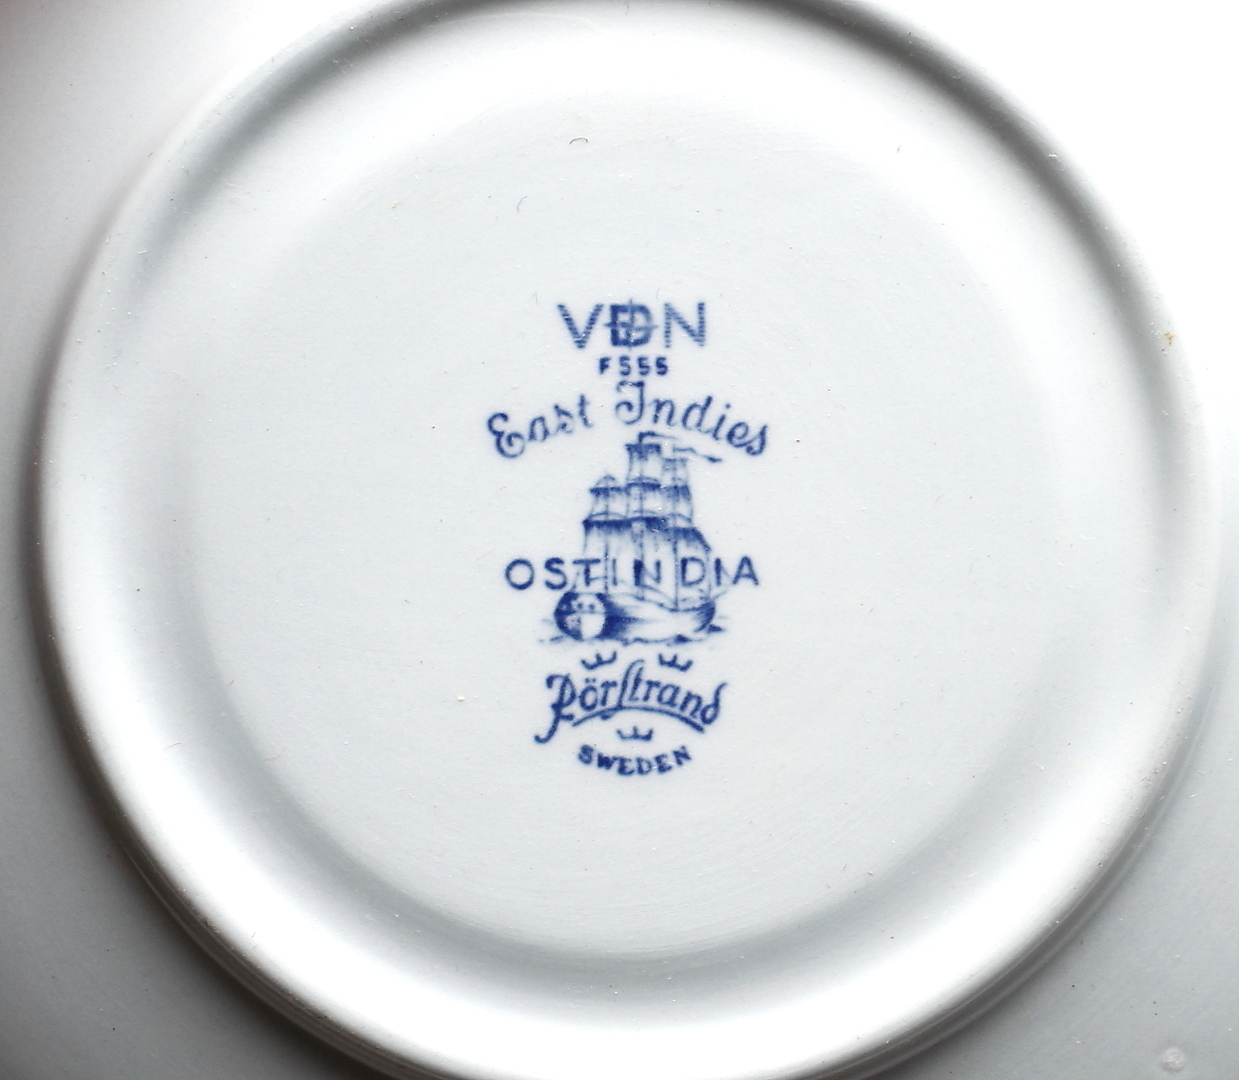 VDN
F555
East Indies
OSTINDIA
Rörstrand
SWEDEN